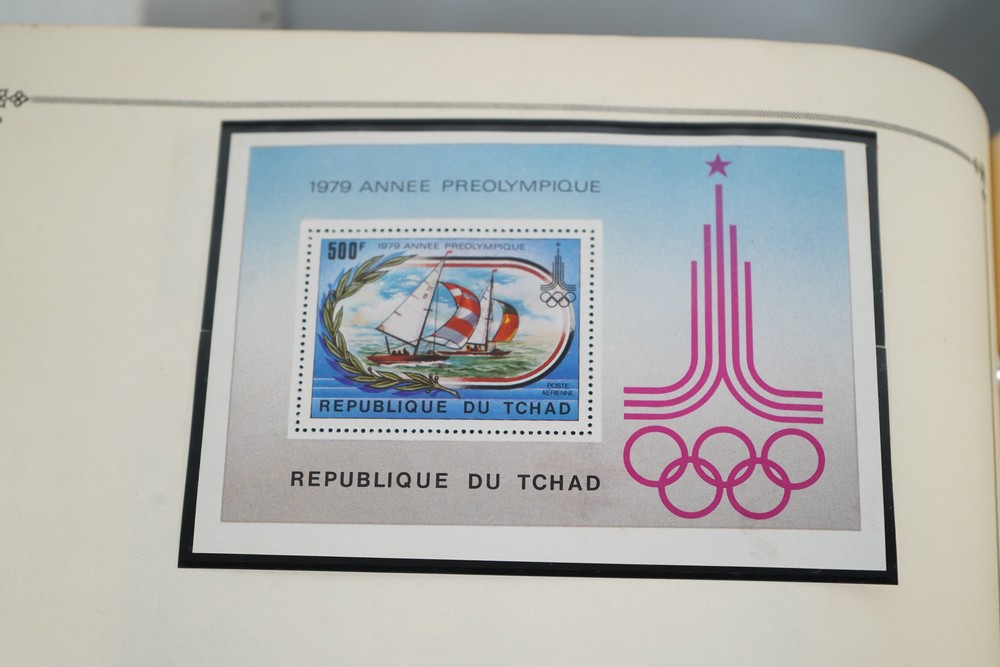 1979 ANNEE PREOLYMPIQUE
500F 1979 ANNEE PREOLYMPIQUE
POSTE
AERIENNE
REPUBLIQUE DU TCHAD
REPUBLIQUE DU TCHAD